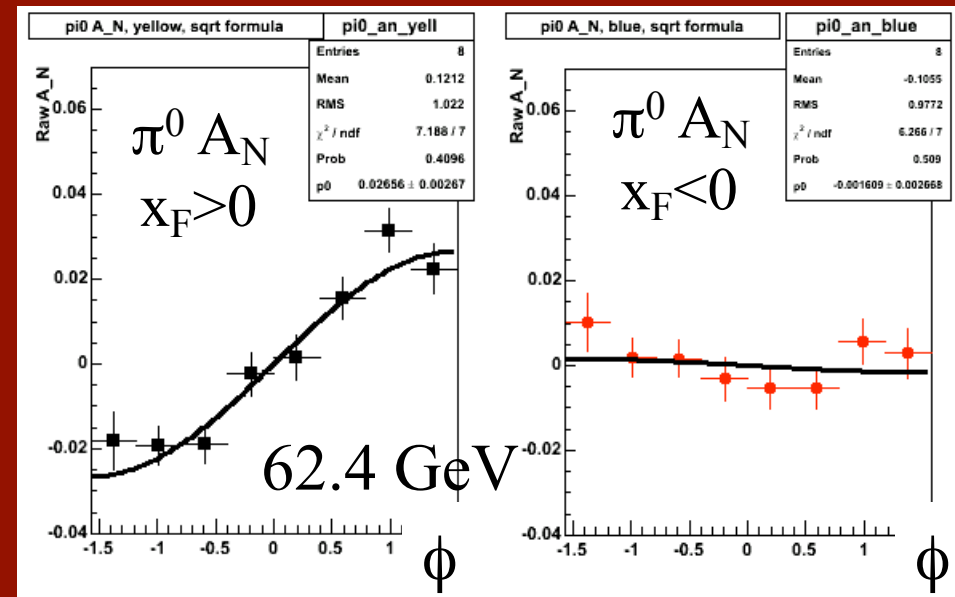 pi0 A_N, yellow, sqrt formula
pi0_an_yell
Entries 8
Mean 0.1212
RMS 1.022
χ² / ndf 7.188 / 7
Prob 0.4096
p0 0.02656 ± 0.00267
Raw A_N
0.06
0.04
0.02
0
-0.02
-0.04
-1.5 -1 -0.5 0 0.5 1
π⁰ A_N
x_F>0
ϕ
62.4 GeV
pi0 A_N, blue, sqrt formula
pi0_an_blue
Entries 8
Mean -0.1055
RMS 0.9772
χ² / ndf 6.266 / 7
Prob 0.509
p0 -0.001609 ± 0.002668
Raw A_N
0.06
0.04
0.02
0
-0.02
-0.04
-1.5 -1 -0.5 0 0.5 1
π⁰ A_N
x_F<0
ϕ